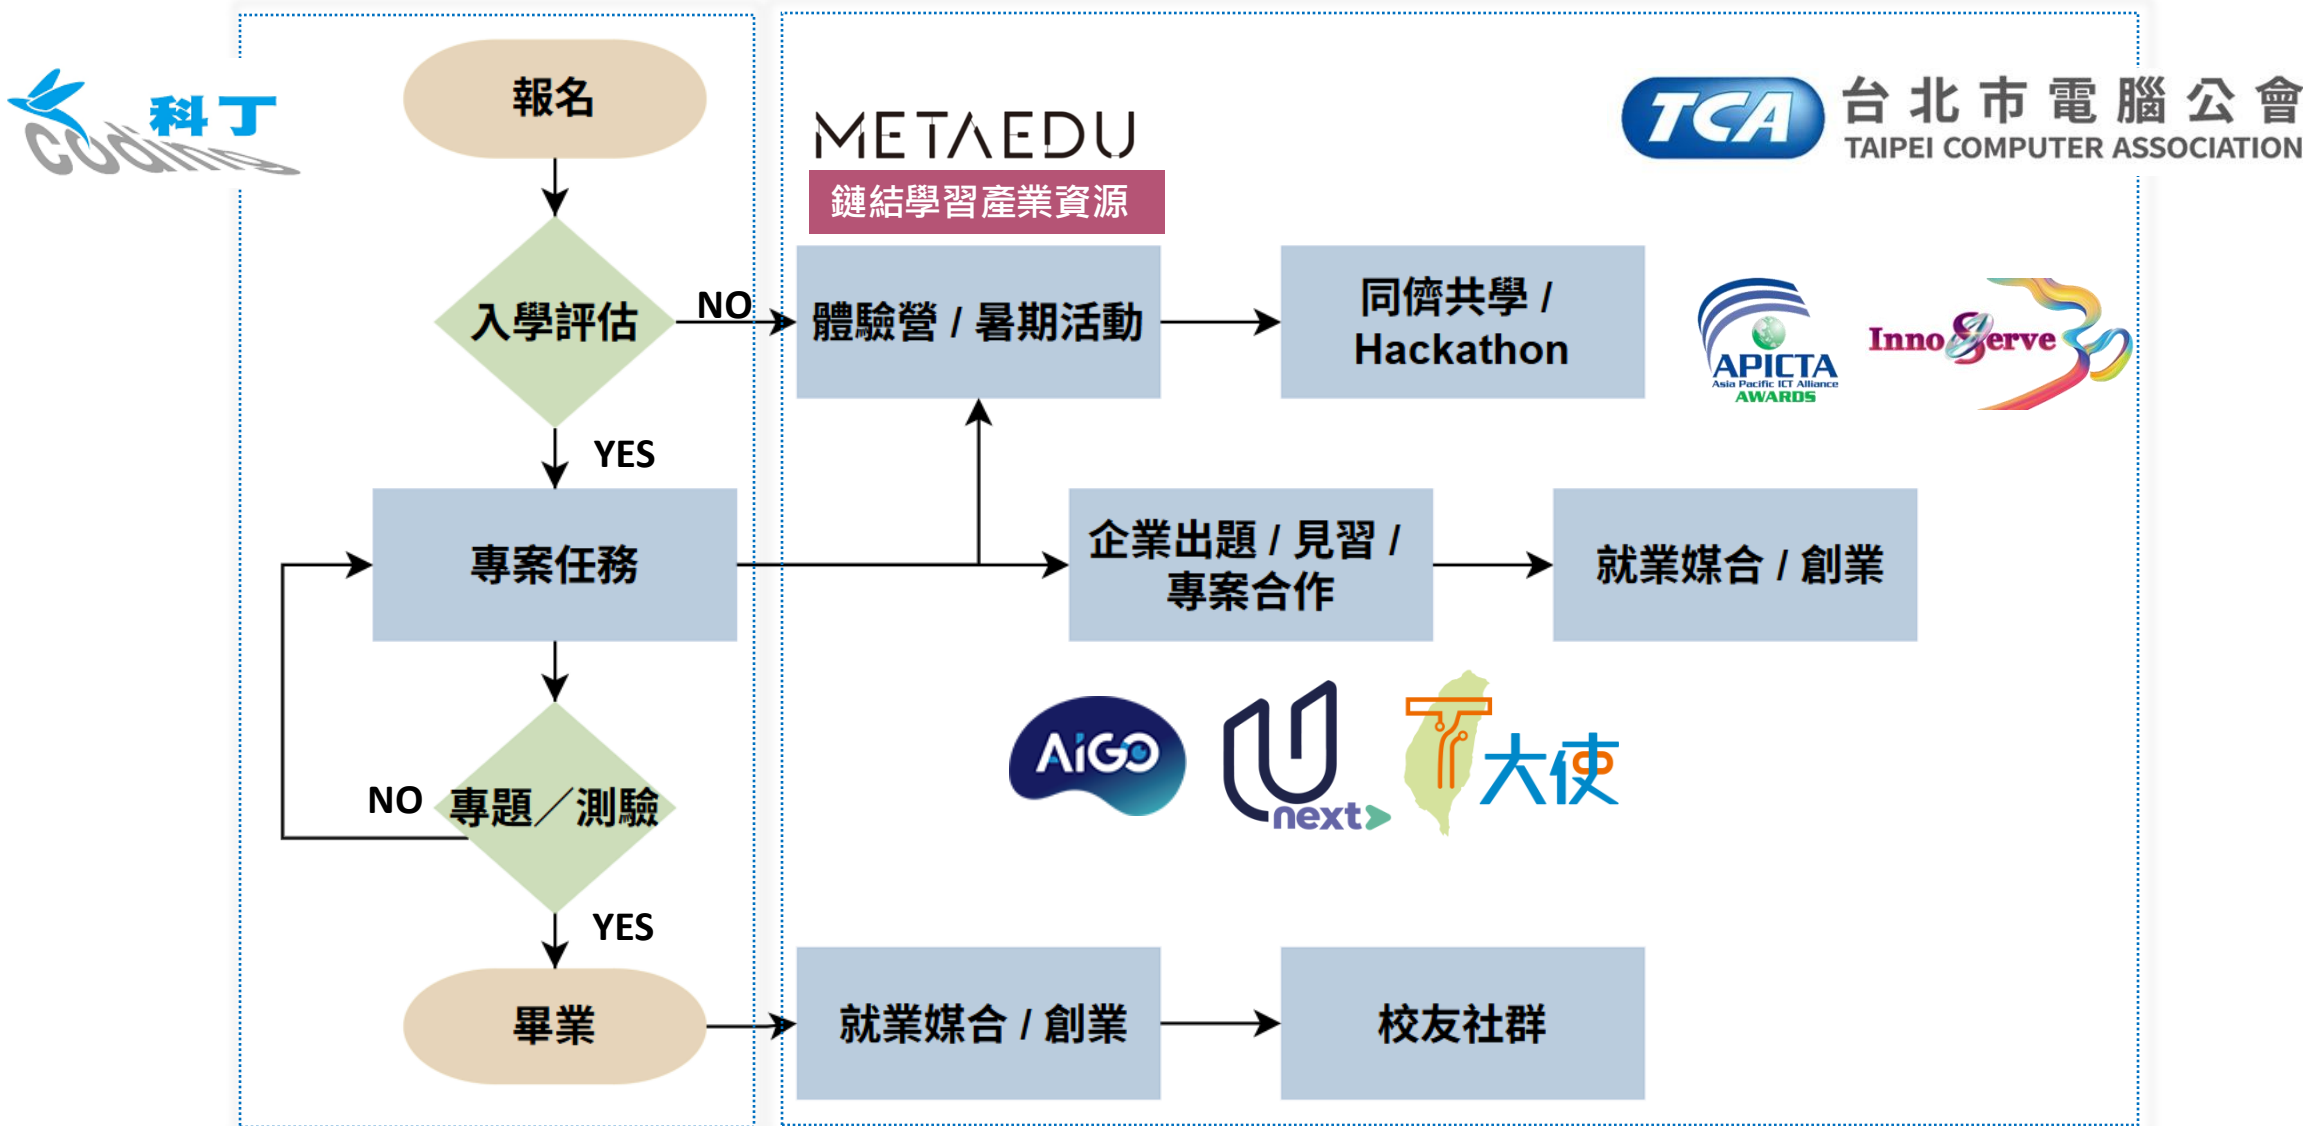 科丁
coding
報名
METAEDU
鏈結學習產業資源
TCA
台北市電腦公會
TAIPEI COMPUTER ASSOCIATION
入學評估
NO
體驗營 / 暑期活動
同儕共學 /
Hackathon
APICTA
Asia Pacific ICT Alliance
AWARDS
InnoServe
30
YES
專案任務
企業出題 / 見習 /
專案合作
就業媒合 / 創業
AiGO
U
next
T大使
NO
專題／測驗
YES
畢業
就業媒合 / 創業
校友社群